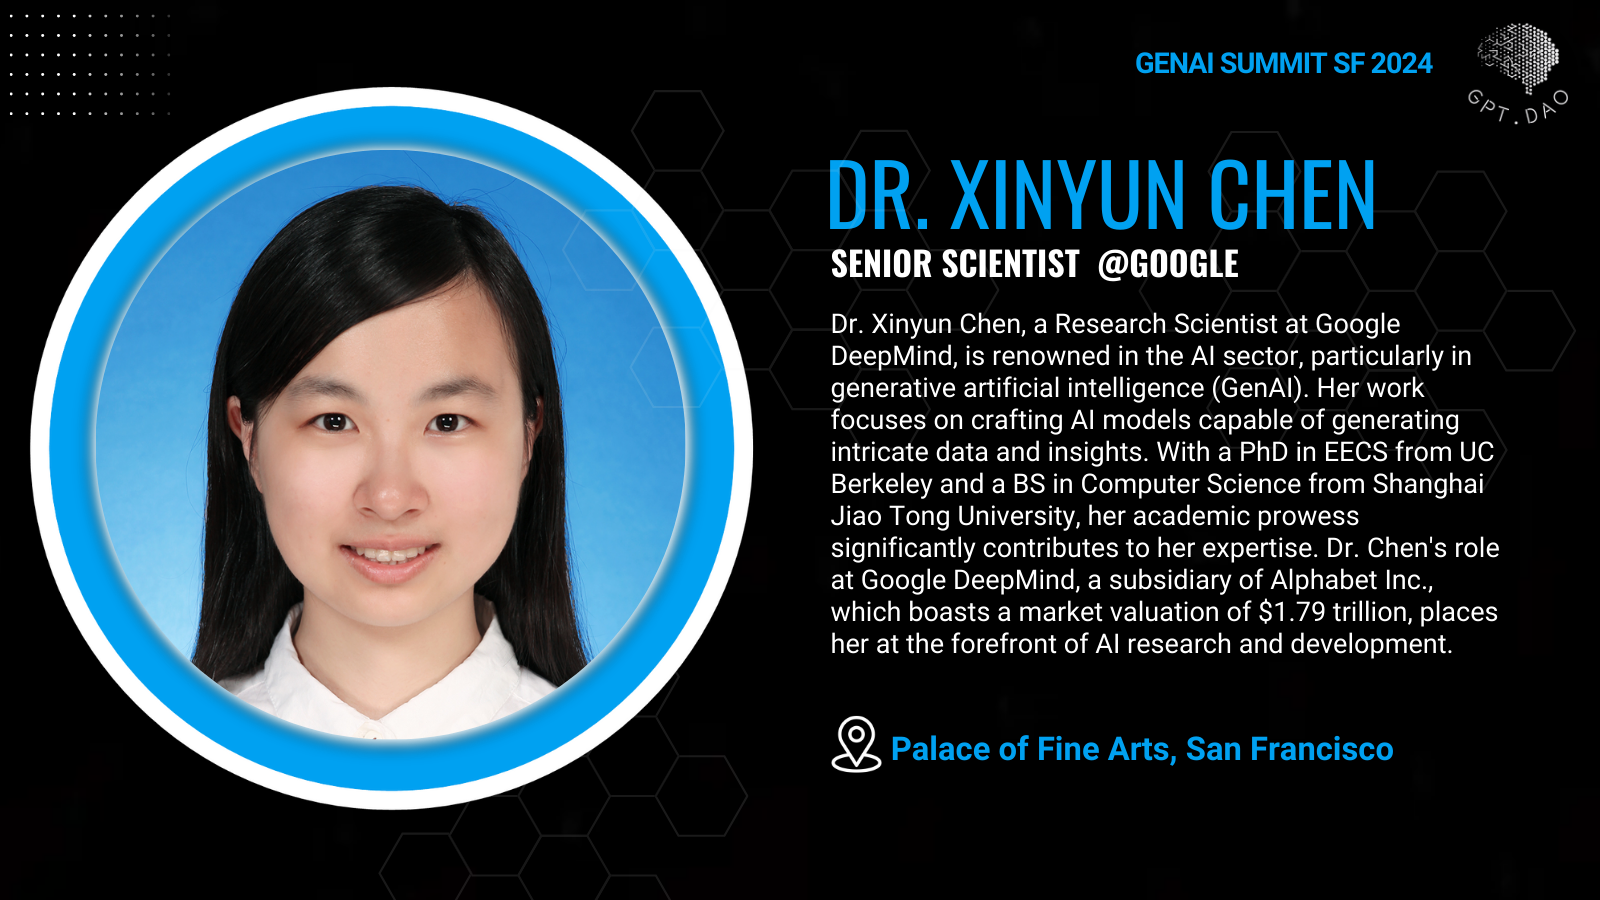 GENAI SUMMIT SF 2024
GPT.DAO
DR. XINYUN CHEN
SENIOR SCIENTIST @GOOGLE
Dr. Xinyun Chen, a Research Scientist at Google
DeepMind, is renowned in the AI sector, particularly in
generative artificial intelligence (GenAI). Her work
focuses on crafting AI models capable of generating
intricate data and insights. With a PhD in EECS from UC
Berkeley and a BS in Computer Science from Shanghai
Jiao Tong University, her academic prowess
significantly contributes to her expertise. Dr. Chen's role
at Google DeepMind, a subsidiary of Alphabet Inc.,
which boasts a market valuation of $1.79 trillion, places
her at the forefront of AI research and development.
Palace of Fine Arts, San Francisco